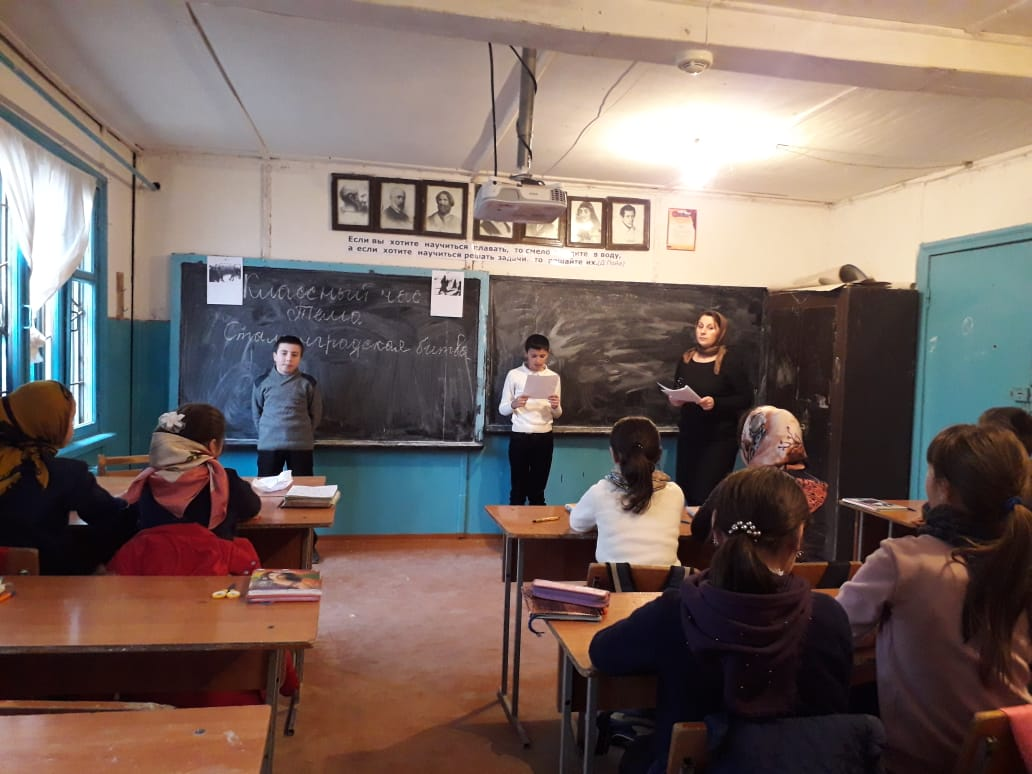 Если вы хотите научиться плавать, то смело в воду,
а если хотите научиться решать задачи, то решайте их.(Д.Пойа)
Классный час
Тема
Сталинградская битва